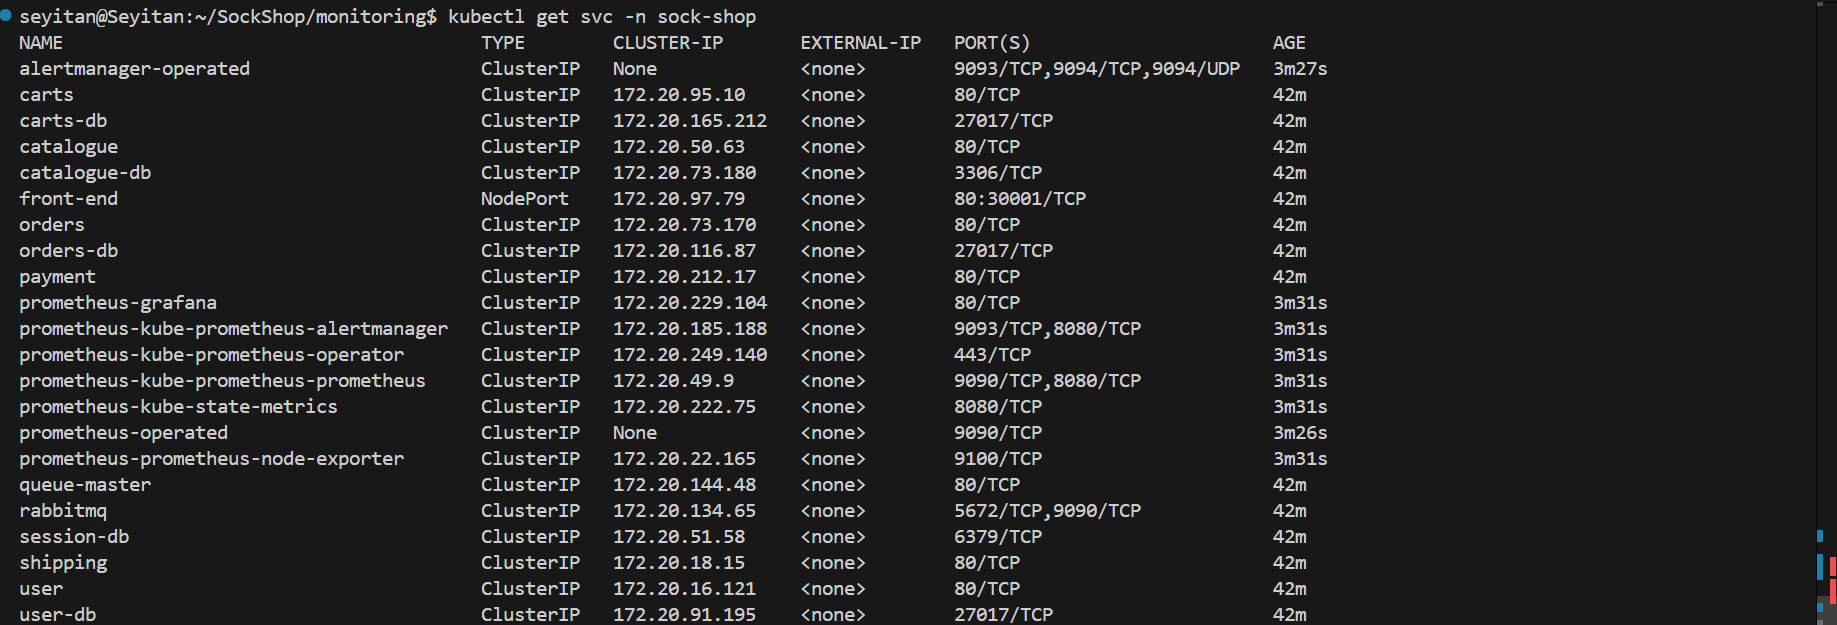 seyitan@Seyitan:~/SockShop/monitoring$ kubectl get svc -n sock-shop
NAME TYPE CLUSTER-IP EXTERNAL-IP PORT(S) AGE
alertmanager-operated ClusterIP None <none> 9093/TCP,9094/TCP,9094/UDP 3m27s
carts ClusterIP 172.20.95.10 <none> 80/TCP 42m
carts-db ClusterIP 172.20.165.212 <none> 27017/TCP 42m
catalogue ClusterIP 172.20.50.63 <none> 80/TCP 42m
catalogue-db ClusterIP 172.20.73.180 <none> 3306/TCP 42m
front-end NodePort 172.20.97.79 <none> 80:30001/TCP 42m
orders ClusterIP 172.20.73.170 <none> 80/TCP 42m
orders-db ClusterIP 172.20.116.87 <none> 27017/TCP 42m
payment ClusterIP 172.20.212.17 <none> 80/TCP 42m
prometheus-grafana ClusterIP 172.20.229.104 <none> 80/TCP 3m31s
prometheus-kube-prometheus-alertmanager ClusterIP 172.20.185.188 <none> 9093/TCP,8080/TCP 3m31s
prometheus-kube-prometheus-operator ClusterIP 172.20.249.140 <none> 443/TCP 3m31s
prometheus-kube-prometheus-prometheus ClusterIP 172.20.49.9 <none> 9090/TCP,8080/TCP 3m31s
prometheus-kube-state-metrics ClusterIP 172.20.222.75 <none> 8080/TCP 3m31s
prometheus-operated ClusterIP None <none> 9090/TCP 3m26s
prometheus-prometheus-node-exporter ClusterIP 172.20.22.165 <none> 9100/TCP 3m31s
queue-master ClusterIP 172.20.144.48 <none> 80/TCP 42m
rabbitmq ClusterIP 172.20.134.65 <none> 5672/TCP,9090/TCP 42m
session-db ClusterIP 172.20.51.58 <none> 6379/TCP 42m
shipping ClusterIP 172.20.18.15 <none> 80/TCP 42m
user ClusterIP 172.20.16.121 <none> 80/TCP 42m
user-db ClusterIP 172.20.91.195 <none> 27017/TCP 42m